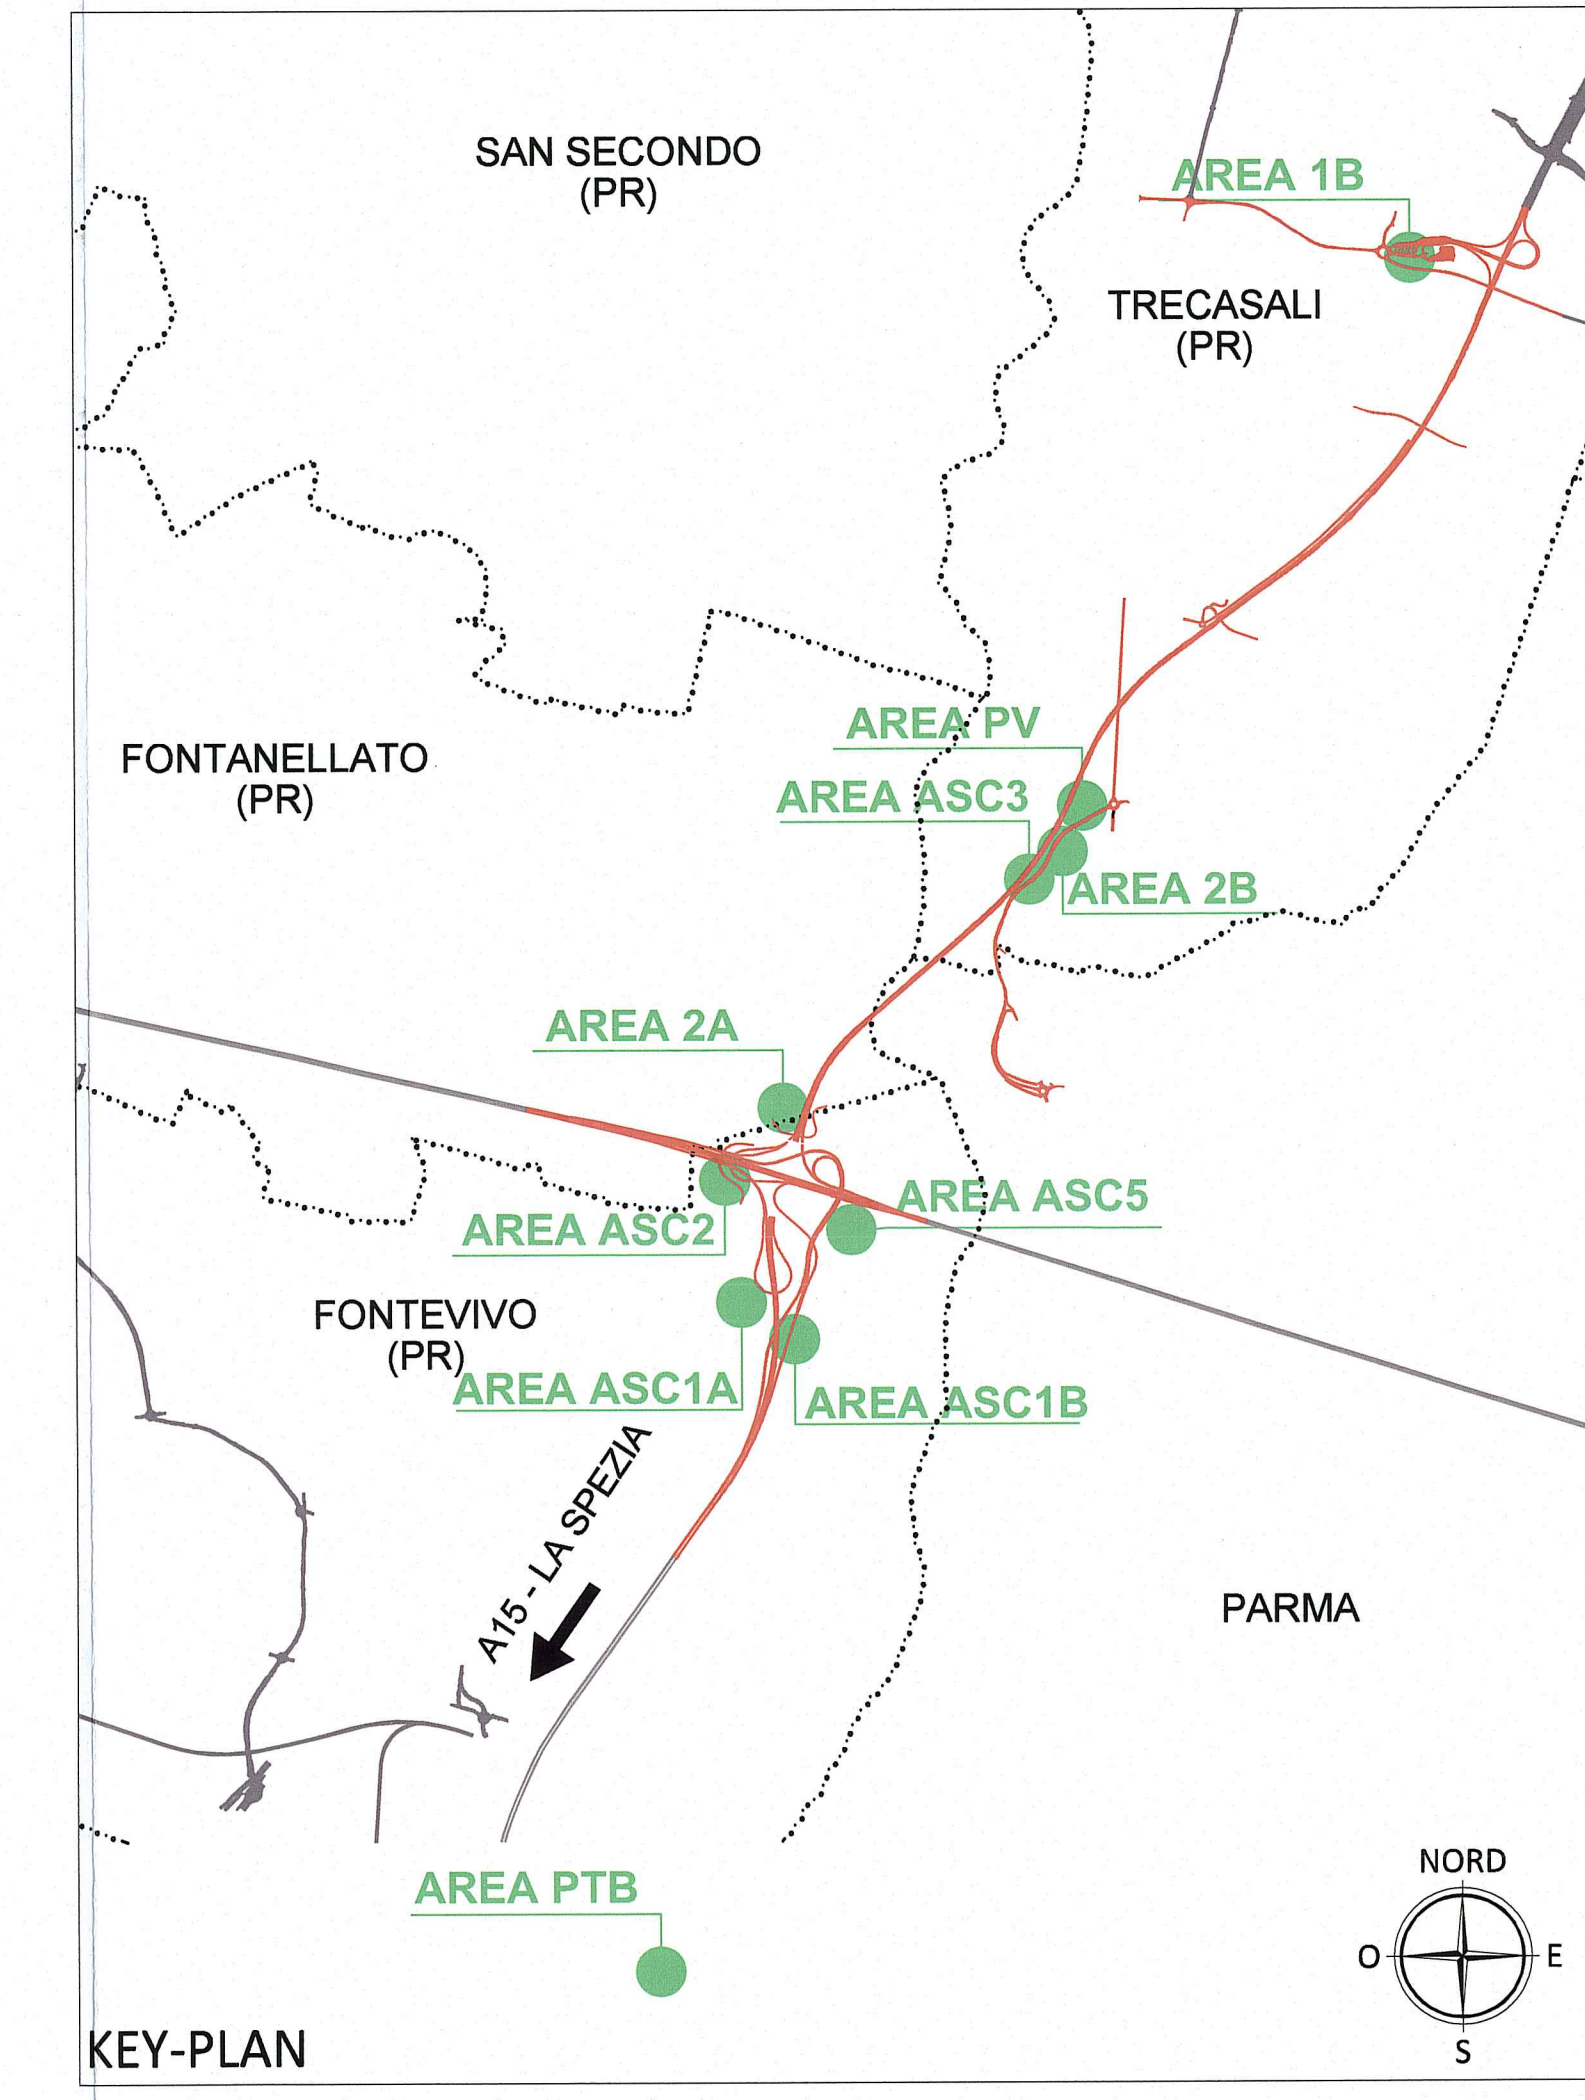 SAN SECONDO
(PR)
AREA 1B
TRECASALI
(PR)
AREA PV
FONTANELLATO
(PR)
AREA ASC3
AREA 2B
AREA 2A
AREA ASC5
AREA ASC2
FONTEVIVO
(PR)
AREA ASC1A
AREA ASC1B
A15 - LA SPEZIA
PARMA
NORD
AREA PTB
O
E
S
KEY-PLAN